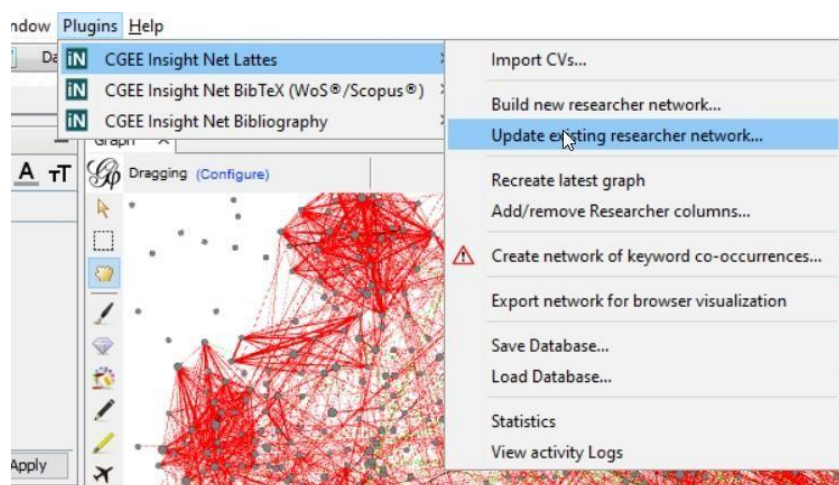 Plugins Help
iN CGEE Insight Net Lattes
iN CGEE Insight Net BibTeX (WoS®/Scopus®)
iN CGEE Insight Net Bibliography
Import CVs...
Build new researcher network...
Update existing researcher network...
Recreate latest graph
Add/remove Researcher columns...
Create network of keyword co-occurrences...
Export network for browser visualization
Save Database...
Load Database...
Statistics
View activity Logs
A TT
Dragging (Configure)
Apply